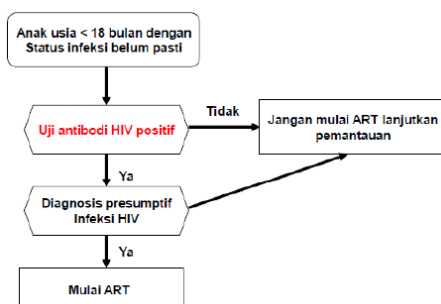 Anak usia < 18 bulan dengan
Status infeksi belum pasti
Uji antibodi HIV positif
Tidak
Jangan mulai ART lanjutkan
pemantauan
Ya
Diagnosis presumptif
Infeksi HIV
Ya
Mulai ART